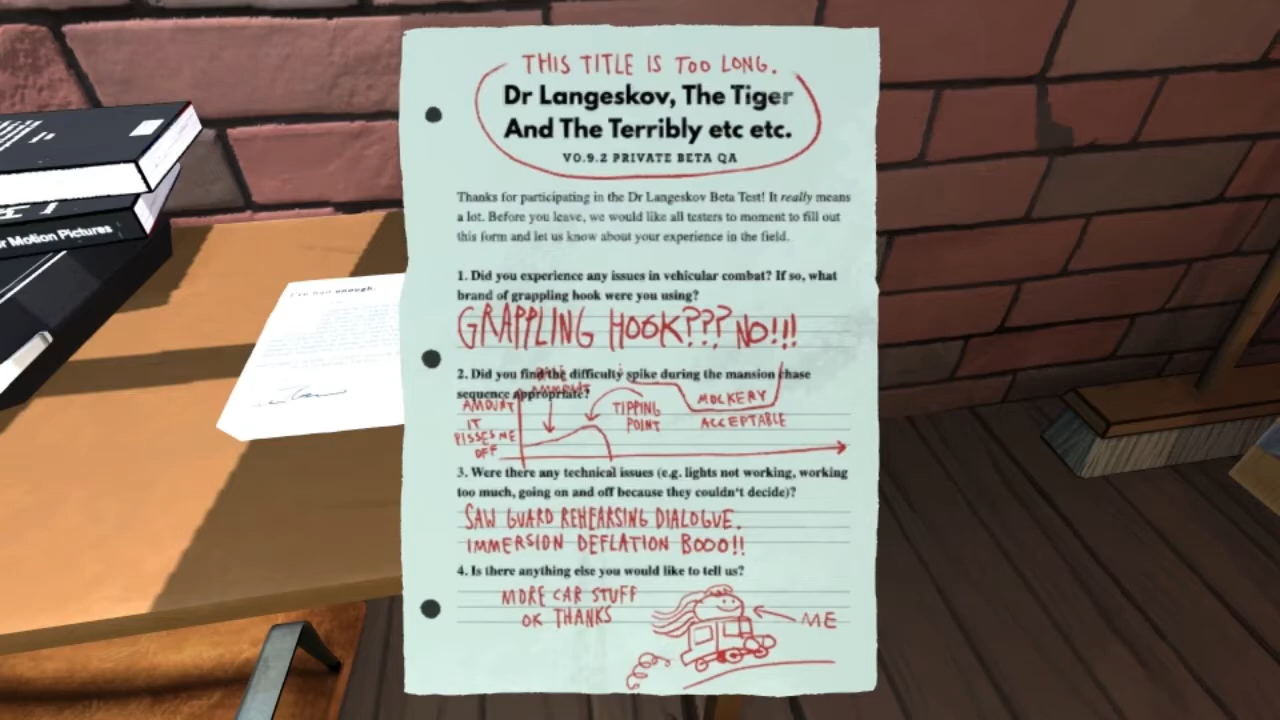 THIS TITLE IS TOO LONG.
Dr Langeskov, The Tiger
And The Terribly etc etc.
V0.9.2 PRIVATE BETA QA
Thanks for participating in the Dr Langeskov Beta Test! It really means
a lot. Before you leave, we would like all testers to moment to fill out
this form and let us know about your experience in the field.
1. Did you experience any issues in vehicular combat? If so, what
brand of grappling hook were you using?
GRAPPLING HOOK??? NO!!!
2. Did you find the difficulty spike during the mansion chase
sequence appropriate?
AMOUNT
IT
PISSES ME
OFF
AMOUNT
TIPPING
POINT
MOCKERY
ACCEPTABLE
3. Were there any technical issues (e.g. lights not working, working
too much, going on and off because they couldn't decide)?
SAW GUARD REHEARSING DIALOGUE.
IMMERSION DEFLATION BOOO!!
4. Is there anything else you would like to tell us?
MORE CAR STUFF
OK THANKS
ME
r Motion Pictures
I've had enough.